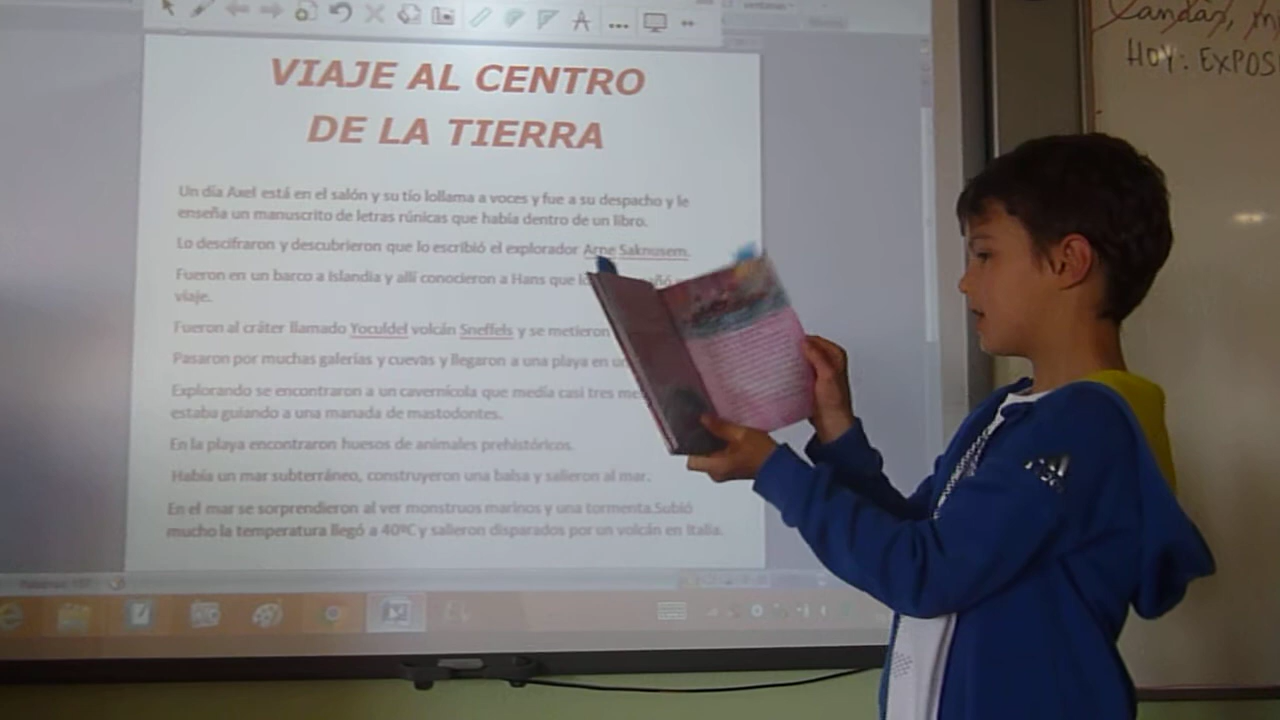 Candás, 
HOY: EXPOS
VIAJE AL CENTRO
DE LA TIERRA
Un día Axel está en el salón y su tío lollama a voces y fue a su despacho y le
enseña un manuscrito de letras rúnicas que había dentro de un libro.
Lo descifraron y descubrieron que lo escribió el explorador Arne Saknusem.
Fueron en un barco a Islandia y allí conocieron a Hans que
viaje.
Fueron al cráter llamado Yoculdel volcán Sneffels y se metieron
Pasaron por muchas galerías y cuevas y llegaron a una playa en
Explorando se encontraron a un cavernícola que medía casi tres
estaba guiando a una manada de mastodontes.
En la playa encontraron huesos de animales prehistóricos.
Había un mar subterráneo, construyeron una balsa y salieron al mar.
En el mar se sorprendieron al ver monstruos marinos y una tormenta.Subió
mucho la temperatura llegó a 40ºC y salieron disparados por un volcán en Italia.